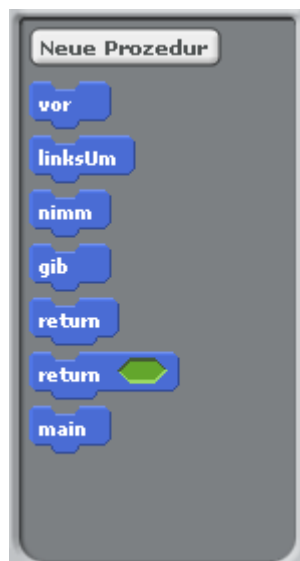 Neue Prozedur
vor
linksUm
nimm
gib
return
return
main